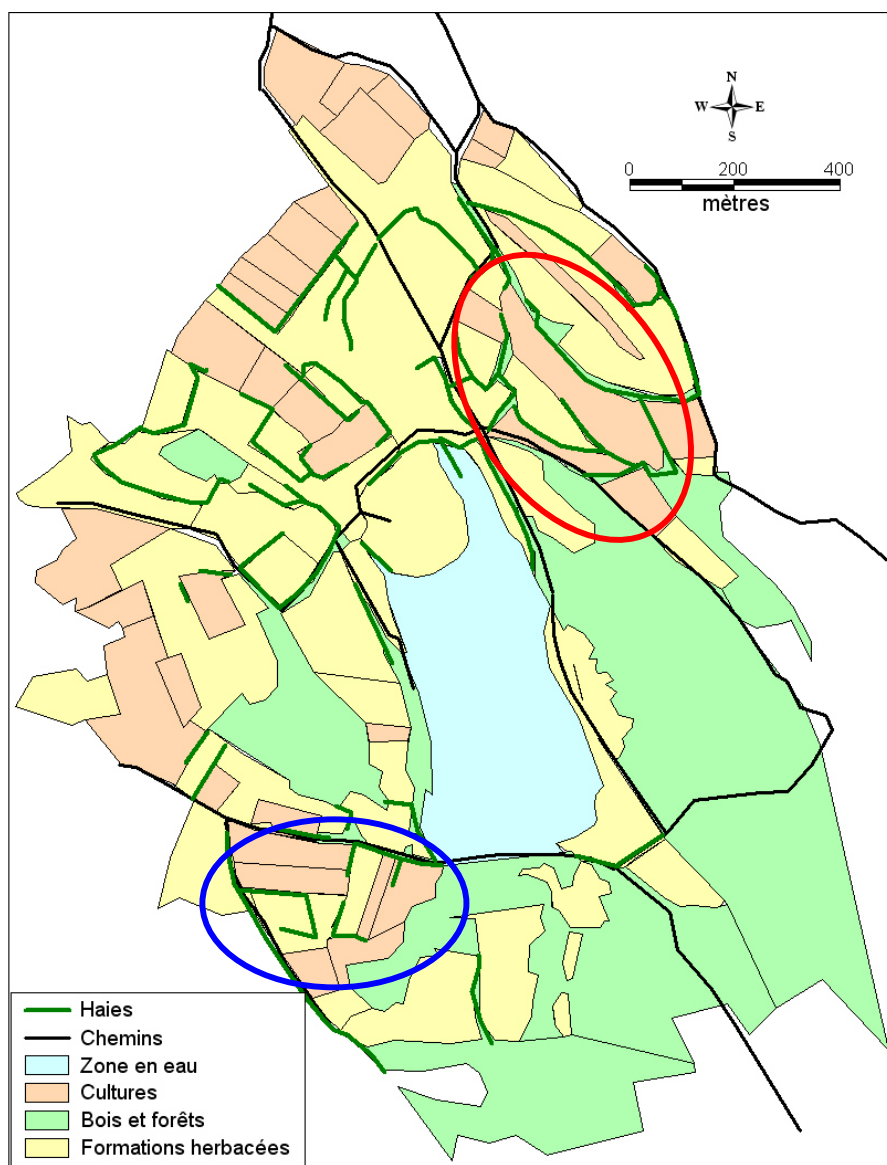 N
W E
S
0 200 400
mètres
Haies
Chemins
Zone en eau
Cultures
Bois et forêts
Formations herbacées